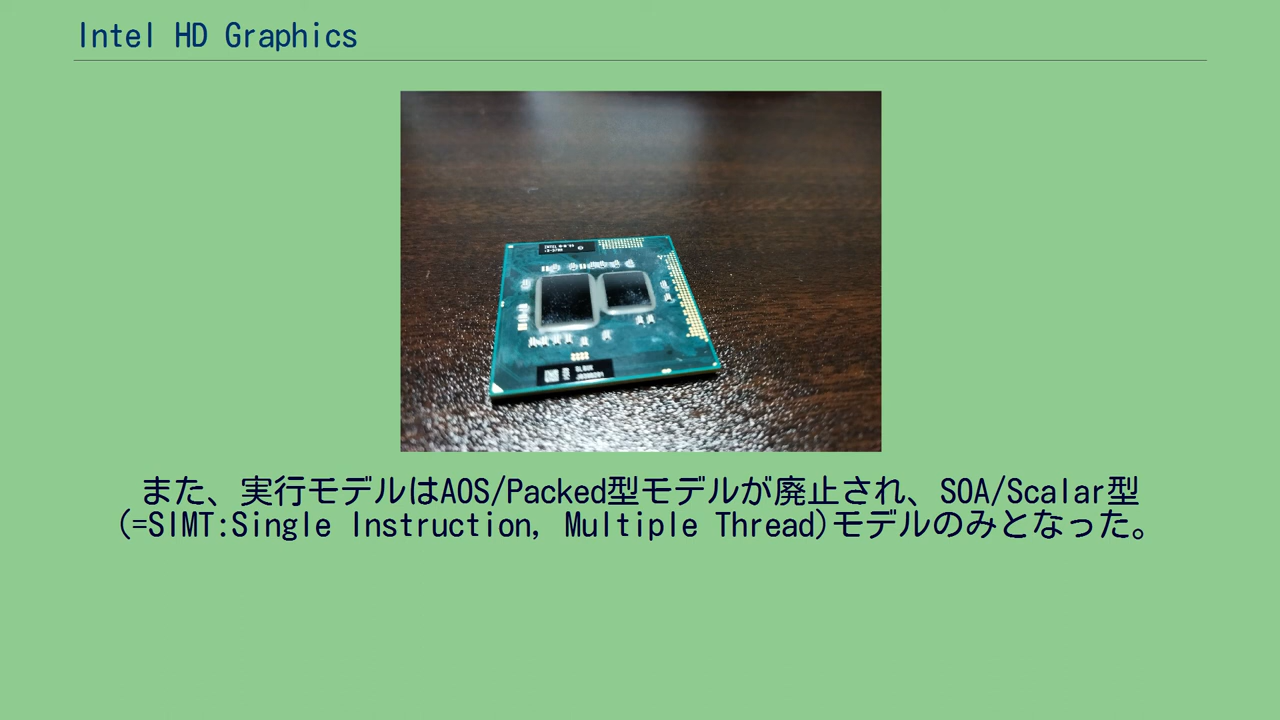 Intel HD Graphics
また、実行モデルはAOS/Packed型モデルが廃止され、SOA/Scalar型
(=SIMT:Single Instruction, Multiple Thread)モデルのみとなった。